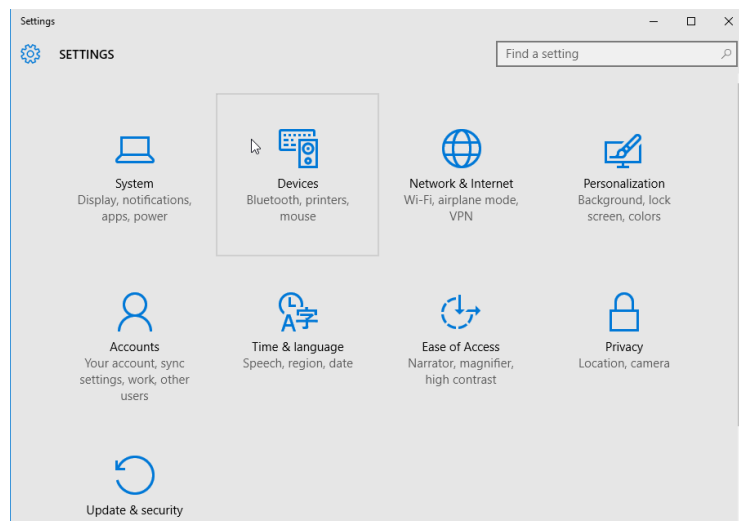 Settings
SETTINGS
Find a setting
System
Display, notifications,
apps, power
Devices
Bluetooth, printers,
mouse
Network & Internet
Wi-Fi, airplane mode,
VPN
Personalization
Background, lock
screen, colors
Accounts
Your account, sync
settings, work, other
users
Time & language
Speech, region, date
Ease of Access
Narrator, magnifier,
high contrast
Privacy
Location, camera
Update & security